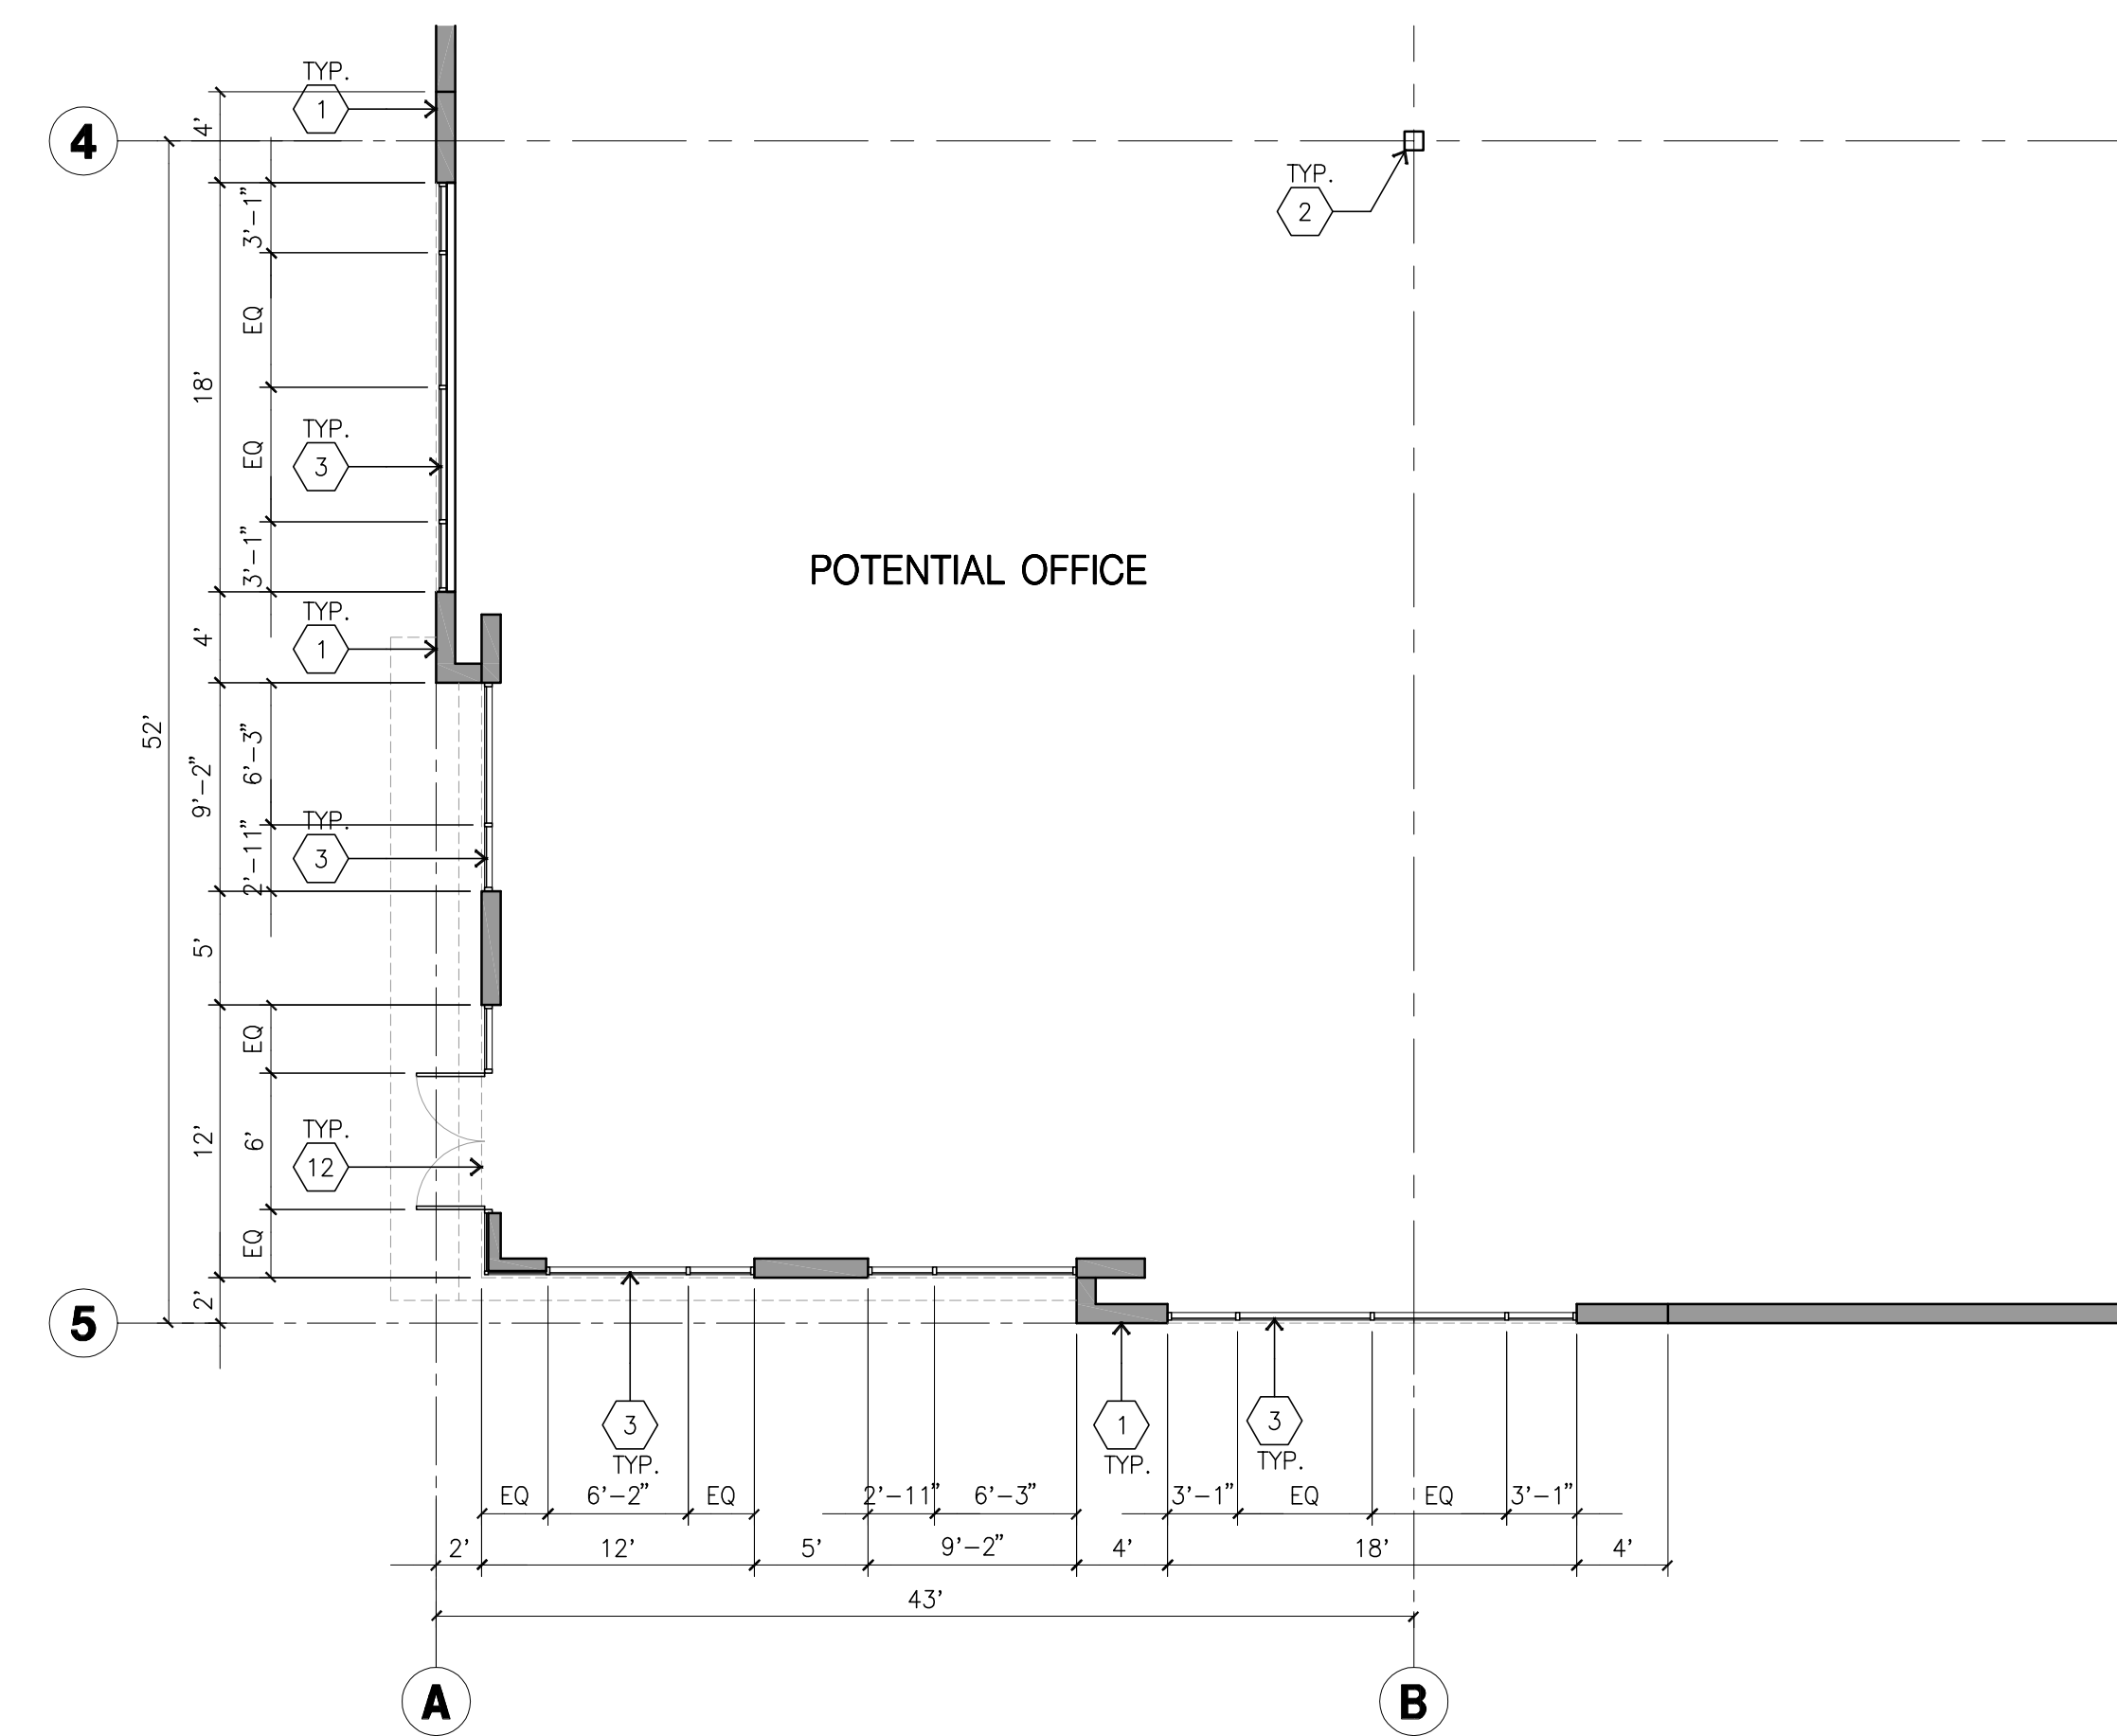 TYP.
1
4'
4
TYP.
2
3'-1"
EQ
18'
TYP.
3
EQ
3'-1"
POTENTIAL OFFICE
TYP.
1
4'
52'
6'-3"
9'-2"
TYP.
3
2'-11"
5'
EQ
TYP.
12
12'
6'
EQ
2'
5
3
TYP.
1
TYP.
3
TYP.
EQ 6'-2" EQ 2'-11" 6'-3" 3'-1" EQ EQ 3'-1"
2' 12' 5' 9'-2" 4' 18' 4'
43'
A B